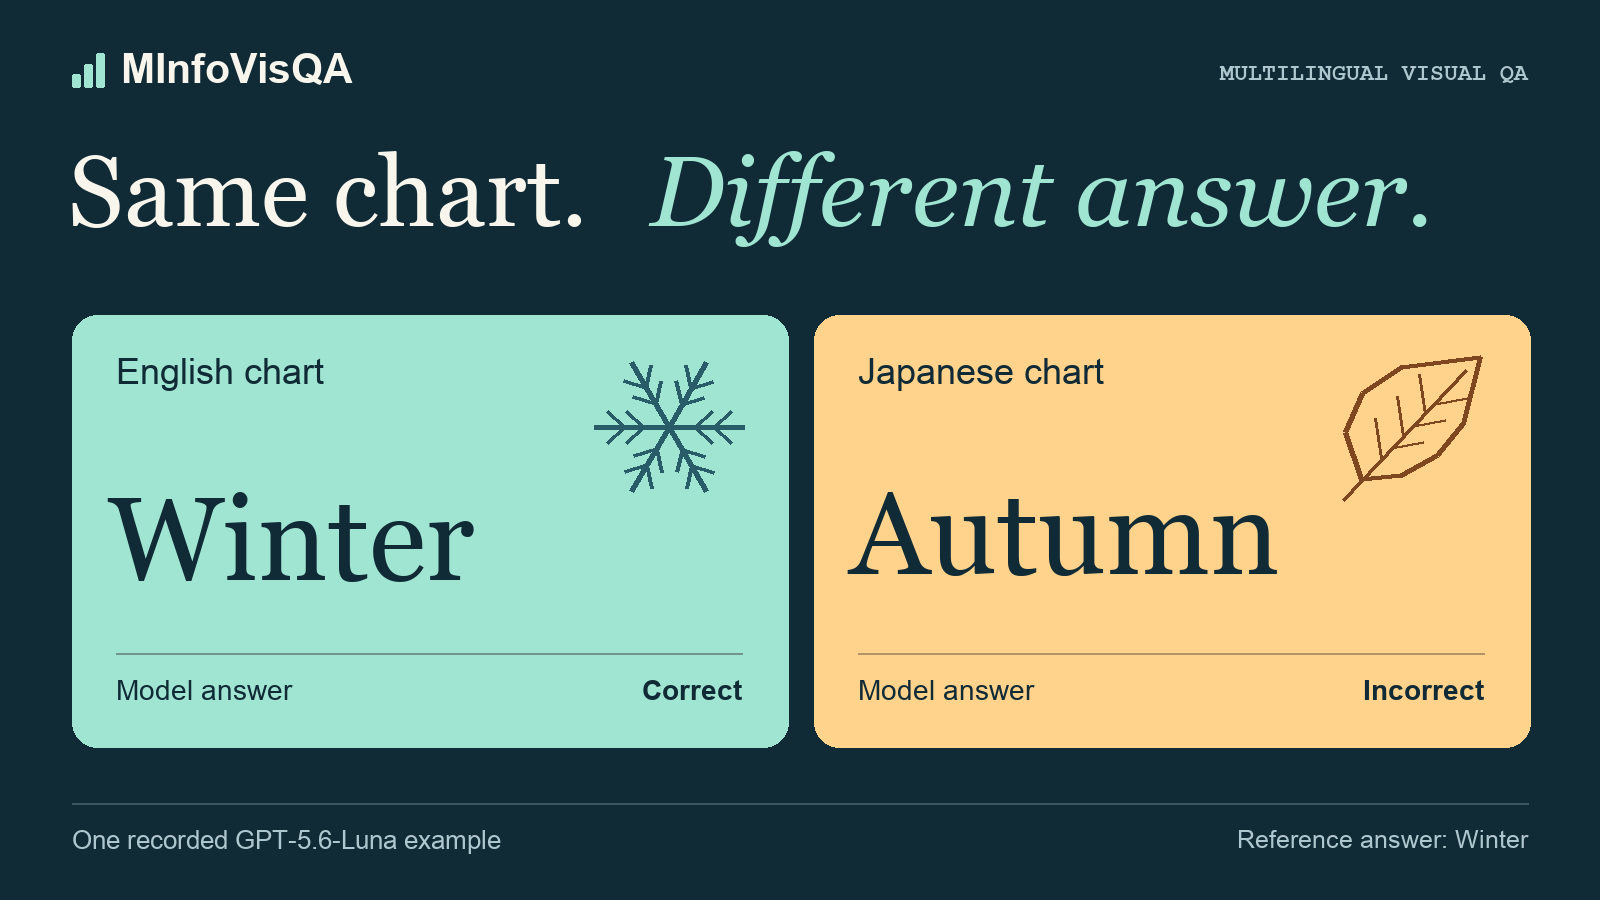 MInfoVisQA
MULTILINGUAL VISUAL QA
Same chart. Different answer.
English chart
Winter
Model answer
Correct
Japanese chart
Autumn
Model answer
Incorrect
One recorded GPT-5.6-Luna example
Reference answer: Winter